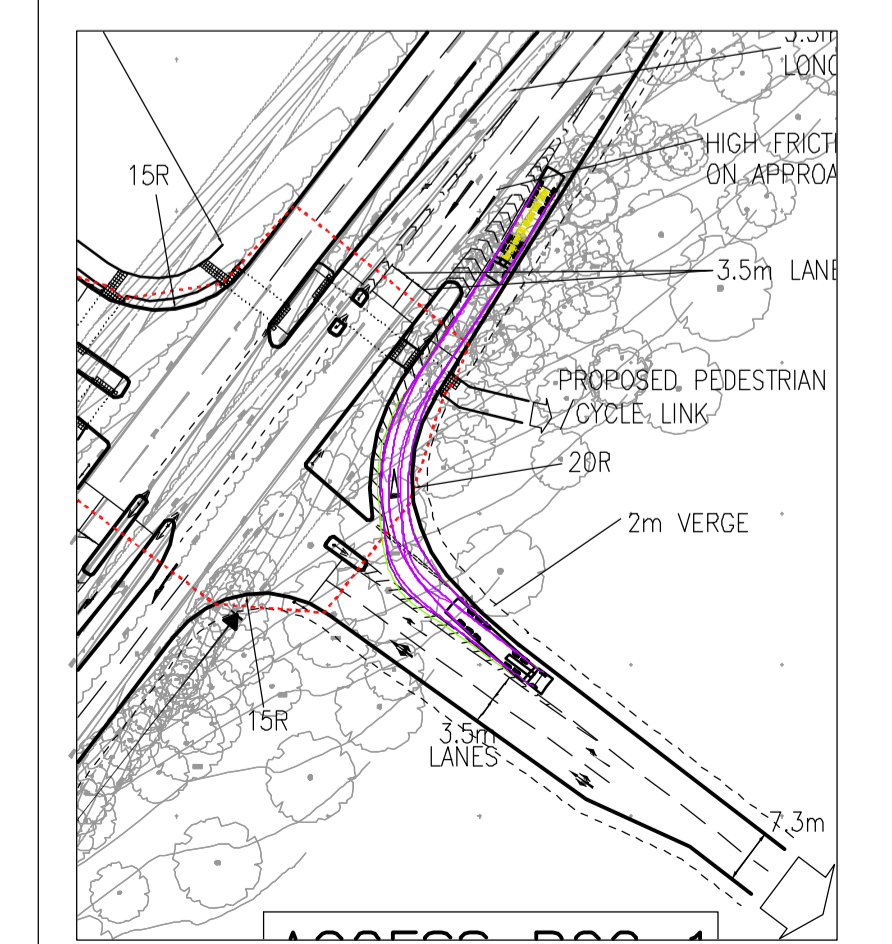 LONG
15R
HIGH FRICTI
ON APPROA
3.5m LANE
PROPOSED PEDESTRIAN
/CYCLE LINK
20R
2m VERGE
15R
3.5m
LANES
7.3m